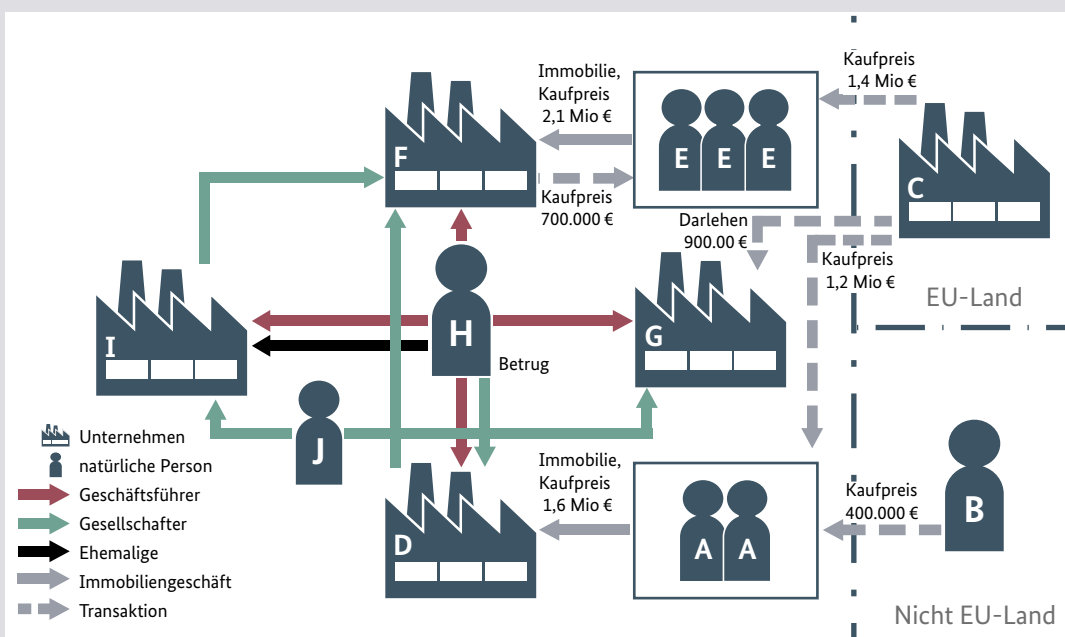 Kaufpreis
1,4 Mio €
Immobilie,
Kaufpreis
2,1 Mio €
F
E E E
C
Kaufpreis
700.000 €
Darlehen
900.00 €
Kaufpreis
1,2 Mio €
EU-Land
I
H
G
Betrug
J
Unternehmen
natürliche Person
Geschäftsführer
Gesellschafter
Ehemalige
Immobiliengeschäft
Transaktion
Immobilie,
Kaufpreis
1,6 Mio €
D
A A
Kaufpreis
400.000 €
B
Nicht EU-Land